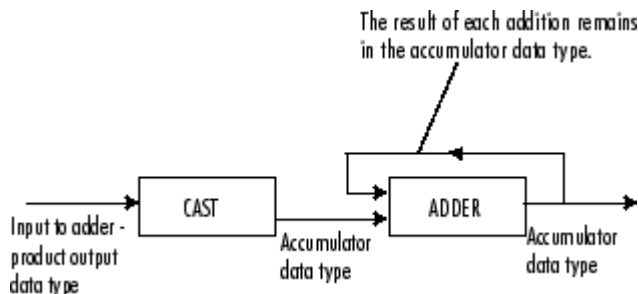 The result of each addition remains
in the accumulator data type.
CAST
ADDER
Input to adder -
product output
data type
Accumulator
data type
Accumulator
data type